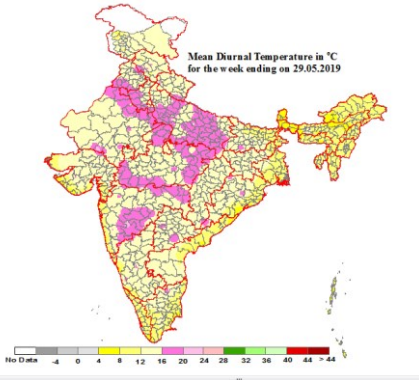 Mean Diurnal Temperature in °C
for the week ending on 29.05.2019
No Data -4 0 4 8 12 16 20 24 28 32 36 40 44 > 44